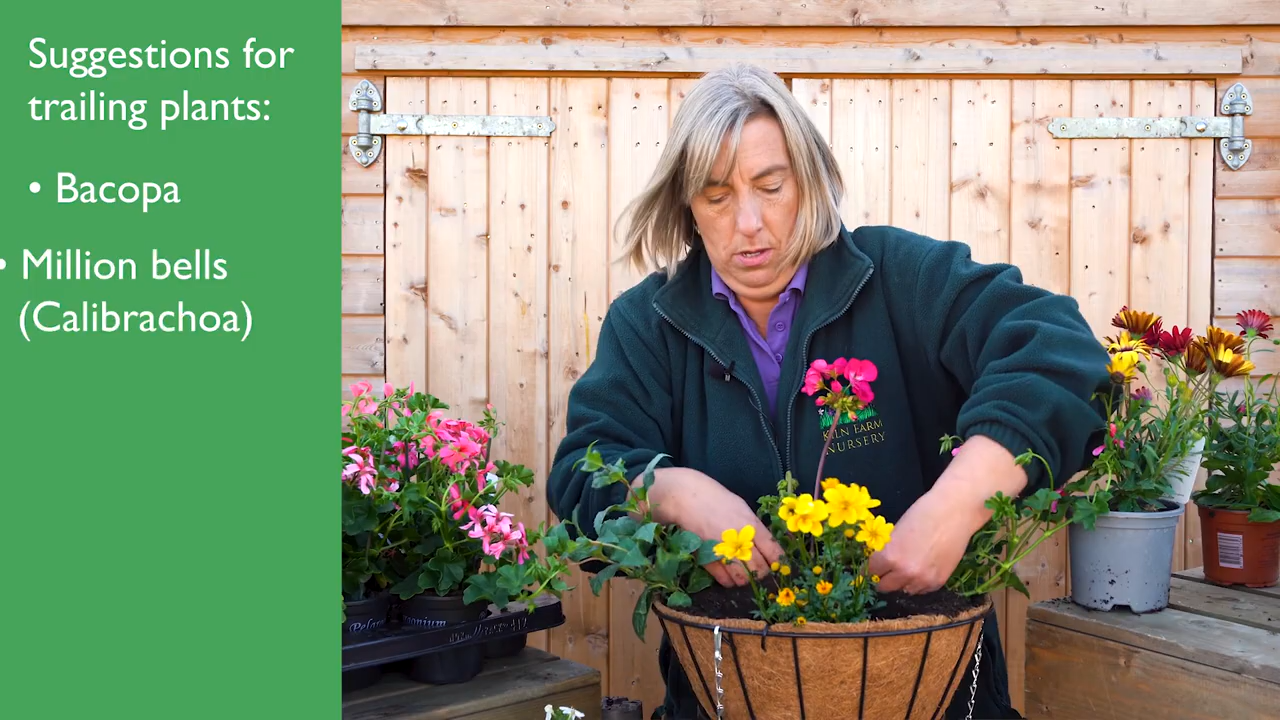 Suggestions for
trailing plants:
• Bacopa
• Million bells
(Calibrachoa)
KILN FARM
NURSERY